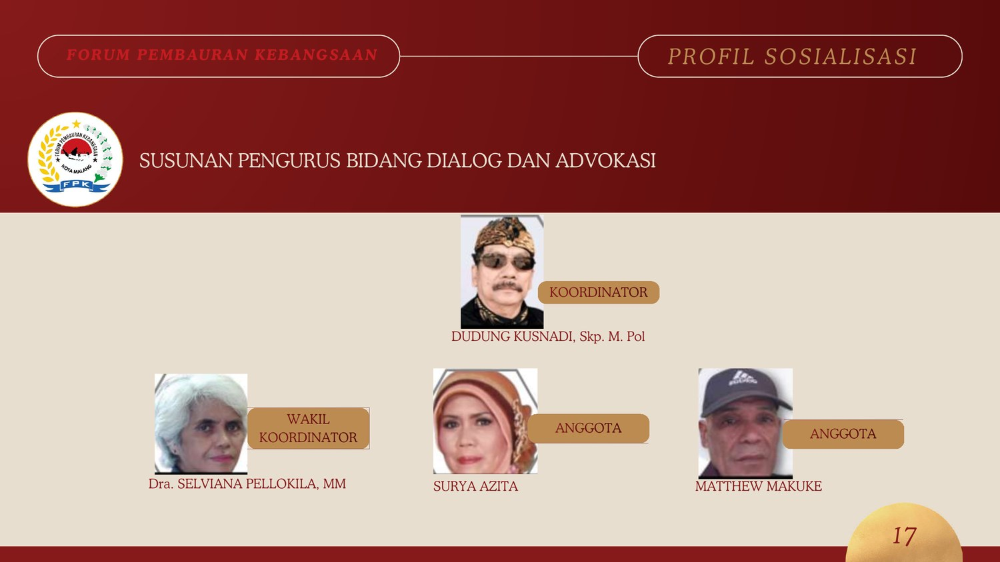 FORUM PEMBAURAN KEBANGSAAN
PROFIL SOSIALISASI
FORUM PEMBAURAN KEBANGSAAN
KOTA MALANG
FPK
SUSUNAN PENGURUS BIDANG DIALOG DAN ADVOKASI
KOORDINATOR
DUDUNG KUSNADI, Skp. M. Pol
WAKIL
KOORDINATOR
ANGGOTA
ANGGOTA
Dra. SELVIANA PELLOKILA, MM
SURYA AZITA
MATTHEW MAKUKE
17